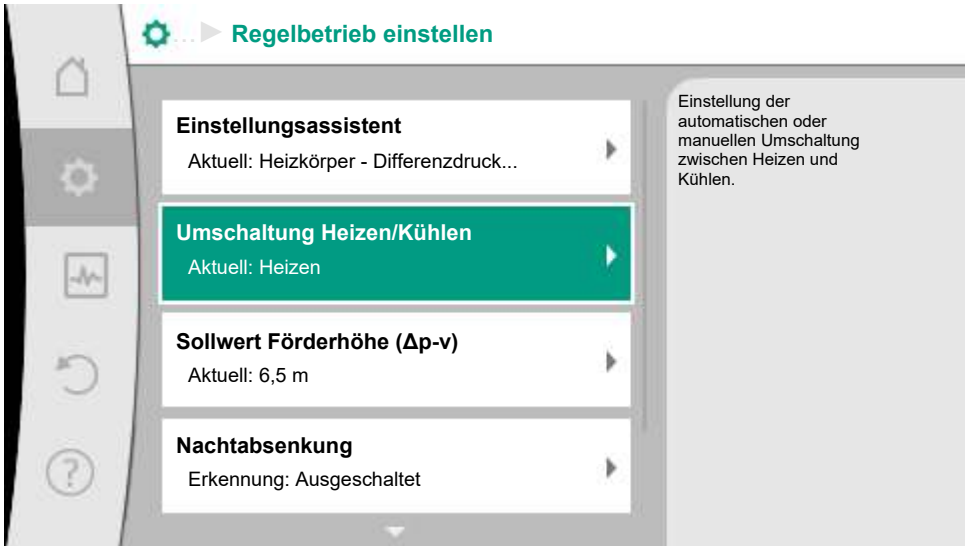 Regelbetrieb einstellen
Einstellungsassistent
Aktuell: Heizkörper - Differenzdruck...
Umschaltung Heizen/Kühlen
Aktuell: Heizen
Sollwert Förderhöhe (Δp-v)
Aktuell: 6,5 m
Nachtabsenkung
Erkennung: Ausgeschaltet
Einstellung der
automatischen oder
manuellen Umschaltung
zwischen Heizen und
Kühlen.
?